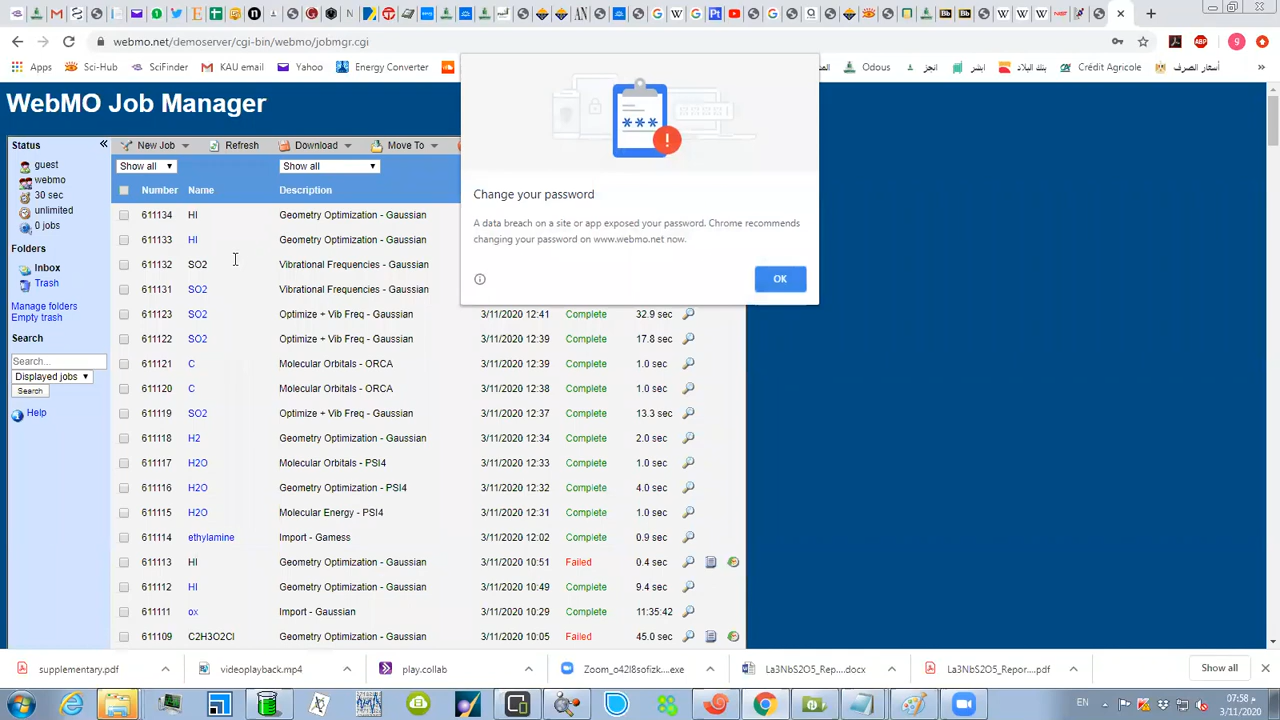 webmo.net/demoserver/cgi-bin/webmo/jobmgr.cgi
Apps Sci-Hub SciFinder KAU email Yahoo Energy Converter Odous انجز ابشر بنك البلاد Crédit Agricole أسعار الصرف
WebMO Job Manager
Status
guest
webmo
30 sec
unlimited
0 jobs
Folders
Inbox
Trash
Manage folders
Empty trash
Search
Search...
Displayed jobs
Search
Help
New Job Refresh Download Move To
Show all Show all
Number Name Description
611134 HI Geometry Optimization - Gaussian
611133 HI Geometry Optimization - Gaussian
611132 SO2 Vibrational Frequencies - Gaussian
611131 SO2 Vibrational Frequencies - Gaussian
611123 SO2 Optimize + Vib Freq - Gaussian 3/11/2020 12:41 Complete 32.9 sec
611122 SO2 Optimize + Vib Freq - Gaussian 3/11/2020 12:39 Complete 17.8 sec
611121 C Molecular Orbitals - ORCA 3/11/2020 12:39 Complete 1.0 sec
611120 C Molecular Orbitals - ORCA 3/11/2020 12:38 Complete 1.0 sec
611119 SO2 Optimize + Vib Freq - Gaussian 3/11/2020 12:37 Complete 13.3 sec
611118 H2 Geometry Optimization - Gaussian 3/11/2020 12:34 Complete 2.0 sec
611117 H2O Molecular Orbitals - PSI4 3/11/2020 12:33 Complete 1.0 sec
611116 H2O Geometry Optimization - PSI4 3/11/2020 12:32 Complete 4.0 sec
611115 H2O Molecular Energy - PSI4 3/11/2020 12:31 Complete 1.0 sec
611114 ethylamine Import - Gamess 3/11/2020 12:02 Complete 0.9 sec
611113 HI Geometry Optimization - Gaussian 3/11/2020 10:51 Failed 0.4 sec
611112 HI Geometry Optimization - Gaussian 3/11/2020 10:49 Complete 9.4 sec
611111 ox Import - Gaussian 3/11/2020 10:29 Complete 11:35:42
611109 C2H3O2Cl Geometry Optimization - Gaussian 3/11/2020 10:05 Failed 45.0 sec
***
Change your password
A data breach on a site or app exposed your password. Chrome recommends
changing your password on www.webmo.net now.
OK
supplementary.pdf videoplayback.mp4 play.collab Zoom_o42l8sofizk....exe La3NbS2O5_Rep....docx La3NbS2O5_Repor....pdf Show all
EN 07:58 م
3/11/2020